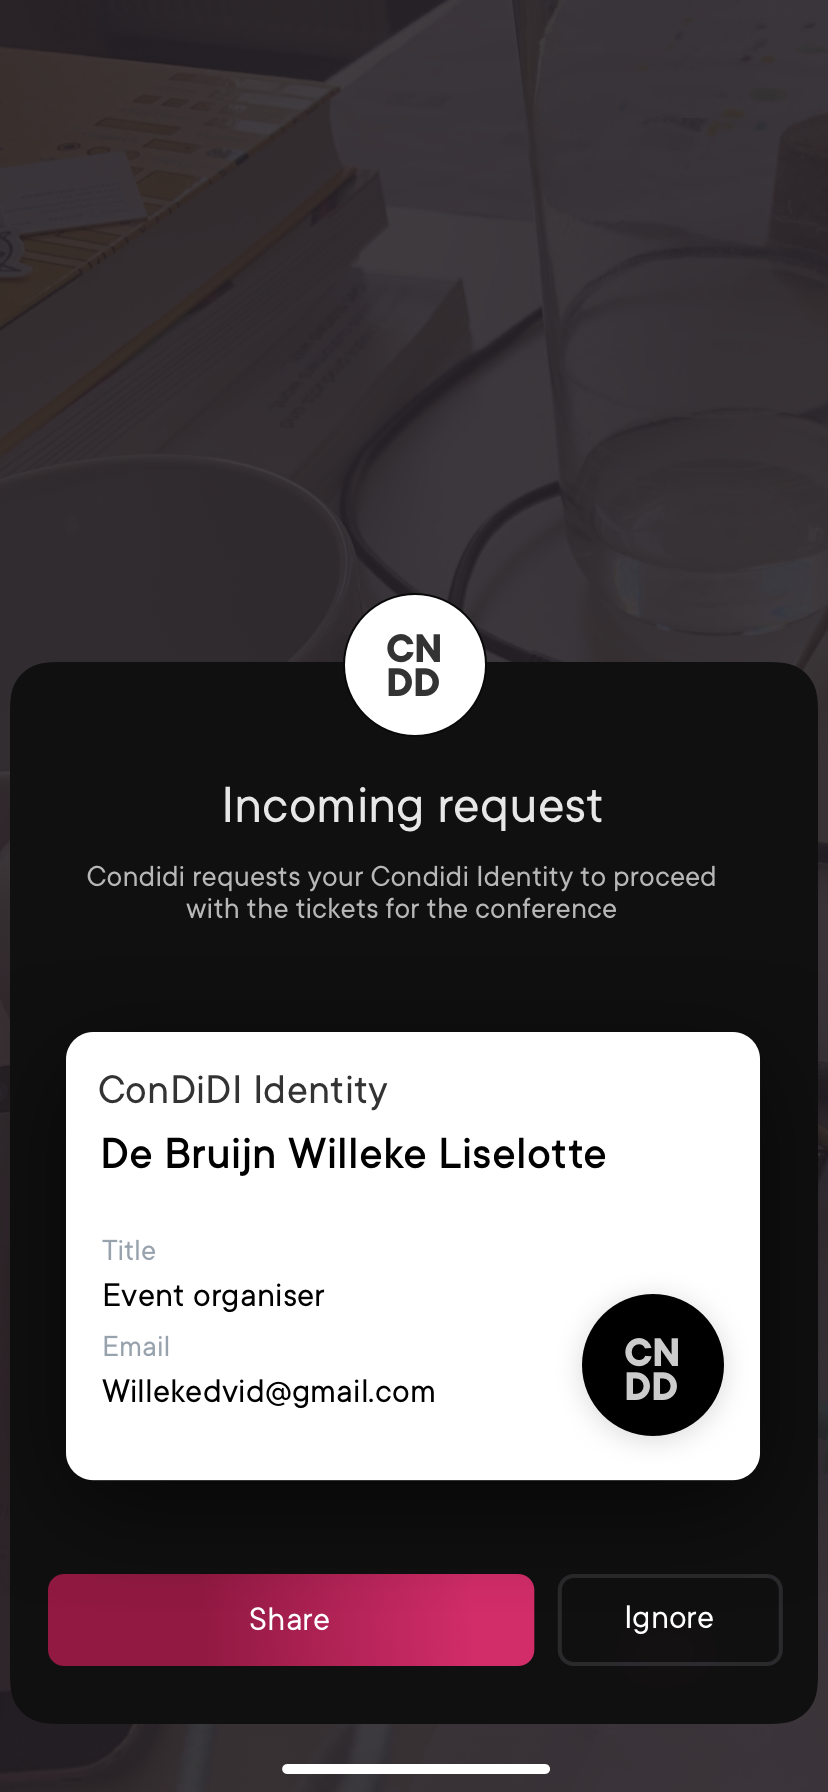 CN
DD
Incoming request
Condidi requests your Condidi Identity to proceed
with the tickets for the conference
ConDiDI Identity
De Bruijn Willeke Liselotte
Title
Event organiser
Email
Willekedvid@gmail.com
CN
DD
Share
Ignore